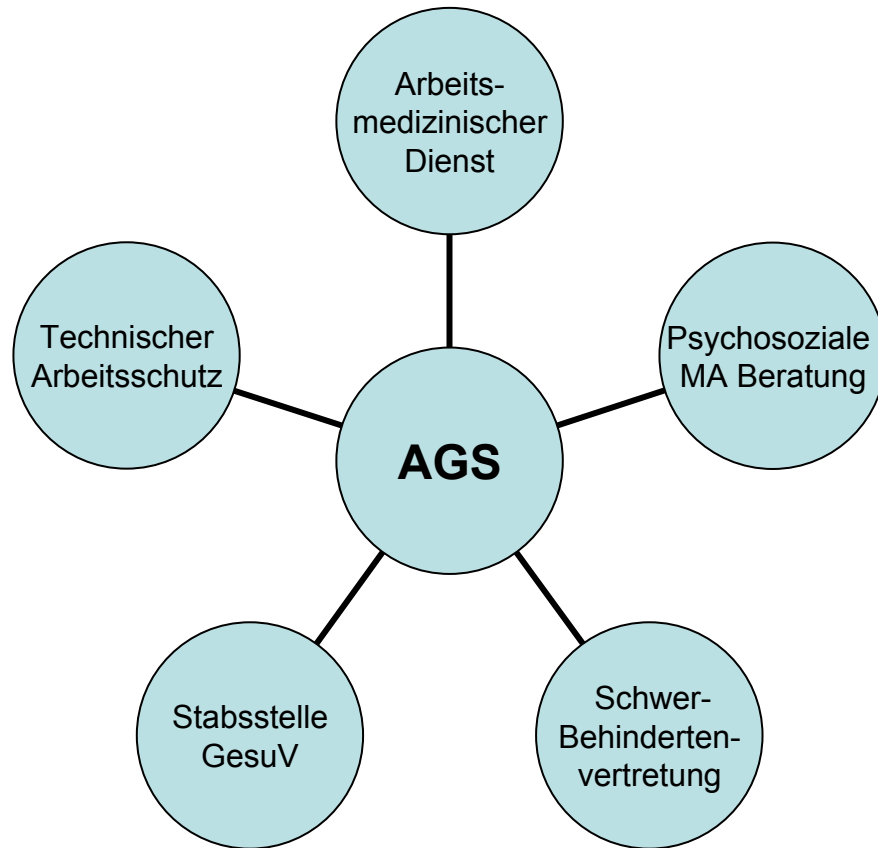 Arbeits-
medizinischer
Dienst
Technischer
Arbeitsschutz
Psychosoziale
MA Beratung
AGS
Stabsstelle
GesuV
Schwer-
Behinderten-
vertretung